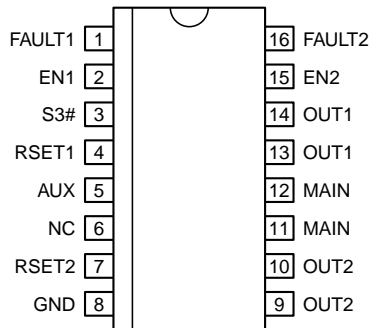 FAULT1 1 16 FAULT2
EN1 2 15 EN2
S3# 3 14 OUT1
RSET1 4 13 OUT1
AUX 5 12 MAIN
NC 6 11 MAIN
RSET2 7 10 OUT2
GND 8 9 OUT2